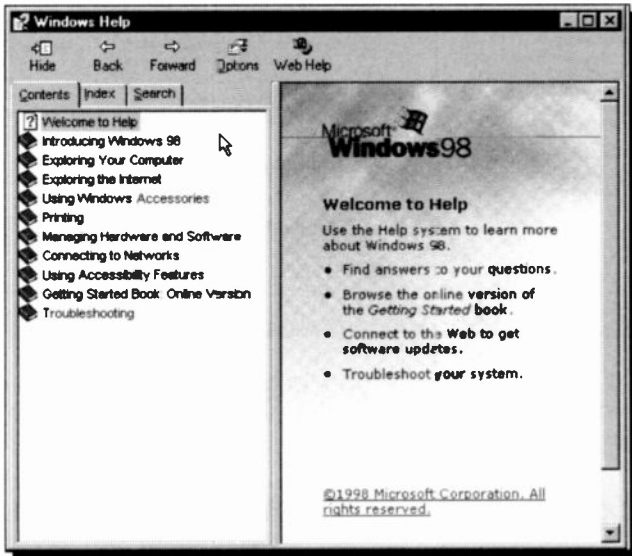 Windows Help
Hide Back Forward Options Web Help
Contents Index Search
Welcome to Help
Introducing Windows 98
Exploring Your Computer
Exploring the Internet
Using Windows Accessories
Printing
Managing Hardware and Software
Connecting to Networks
Using Accessibility Features
Getting Started Book: Online Version
Troubleshooting
Microsoft
Windows98
Welcome to Help
Use the Help system to learn more
about Windows 98.
• Find answers to your questions.
• Browse the online version of
the Getting Started book.
• Connect to the Web to get
software updates.
• Troubleshoot your system.
©1998 Microsoft Corporation. All
rights reserved.